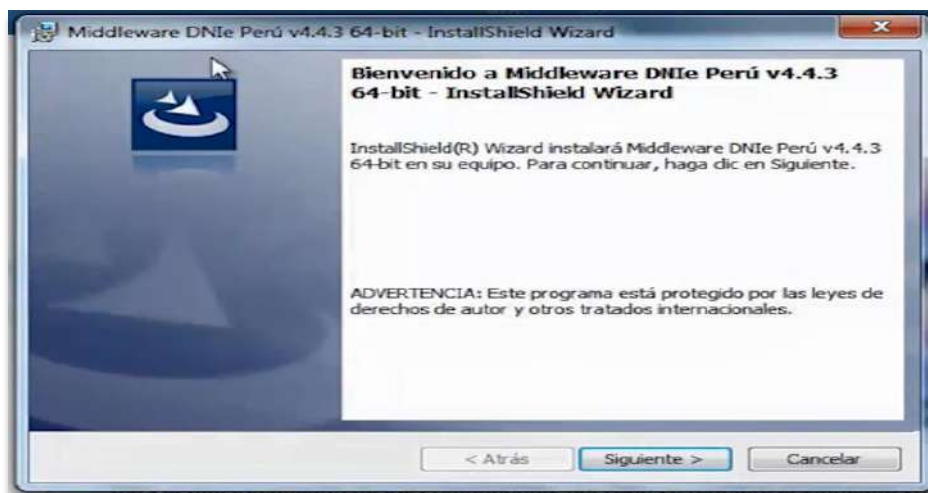 Middleware DNIe Perú v4.4.3 64-bit - InstallShield Wizard
Bienvenido a Middleware DNIe Perú v4.4.3
64-bit - InstallShield Wizard
InstallShield(R) Wizard instalará Middleware DNIe Perú v4.4.3
64-bit en su equipo. Para continuar, haga clic en Siguiente.
ADVERTENCIA: Este programa está protegido por las leyes de
derechos de autor y otros tratados internacionales.
< Atrás Siguiente > Cancelar